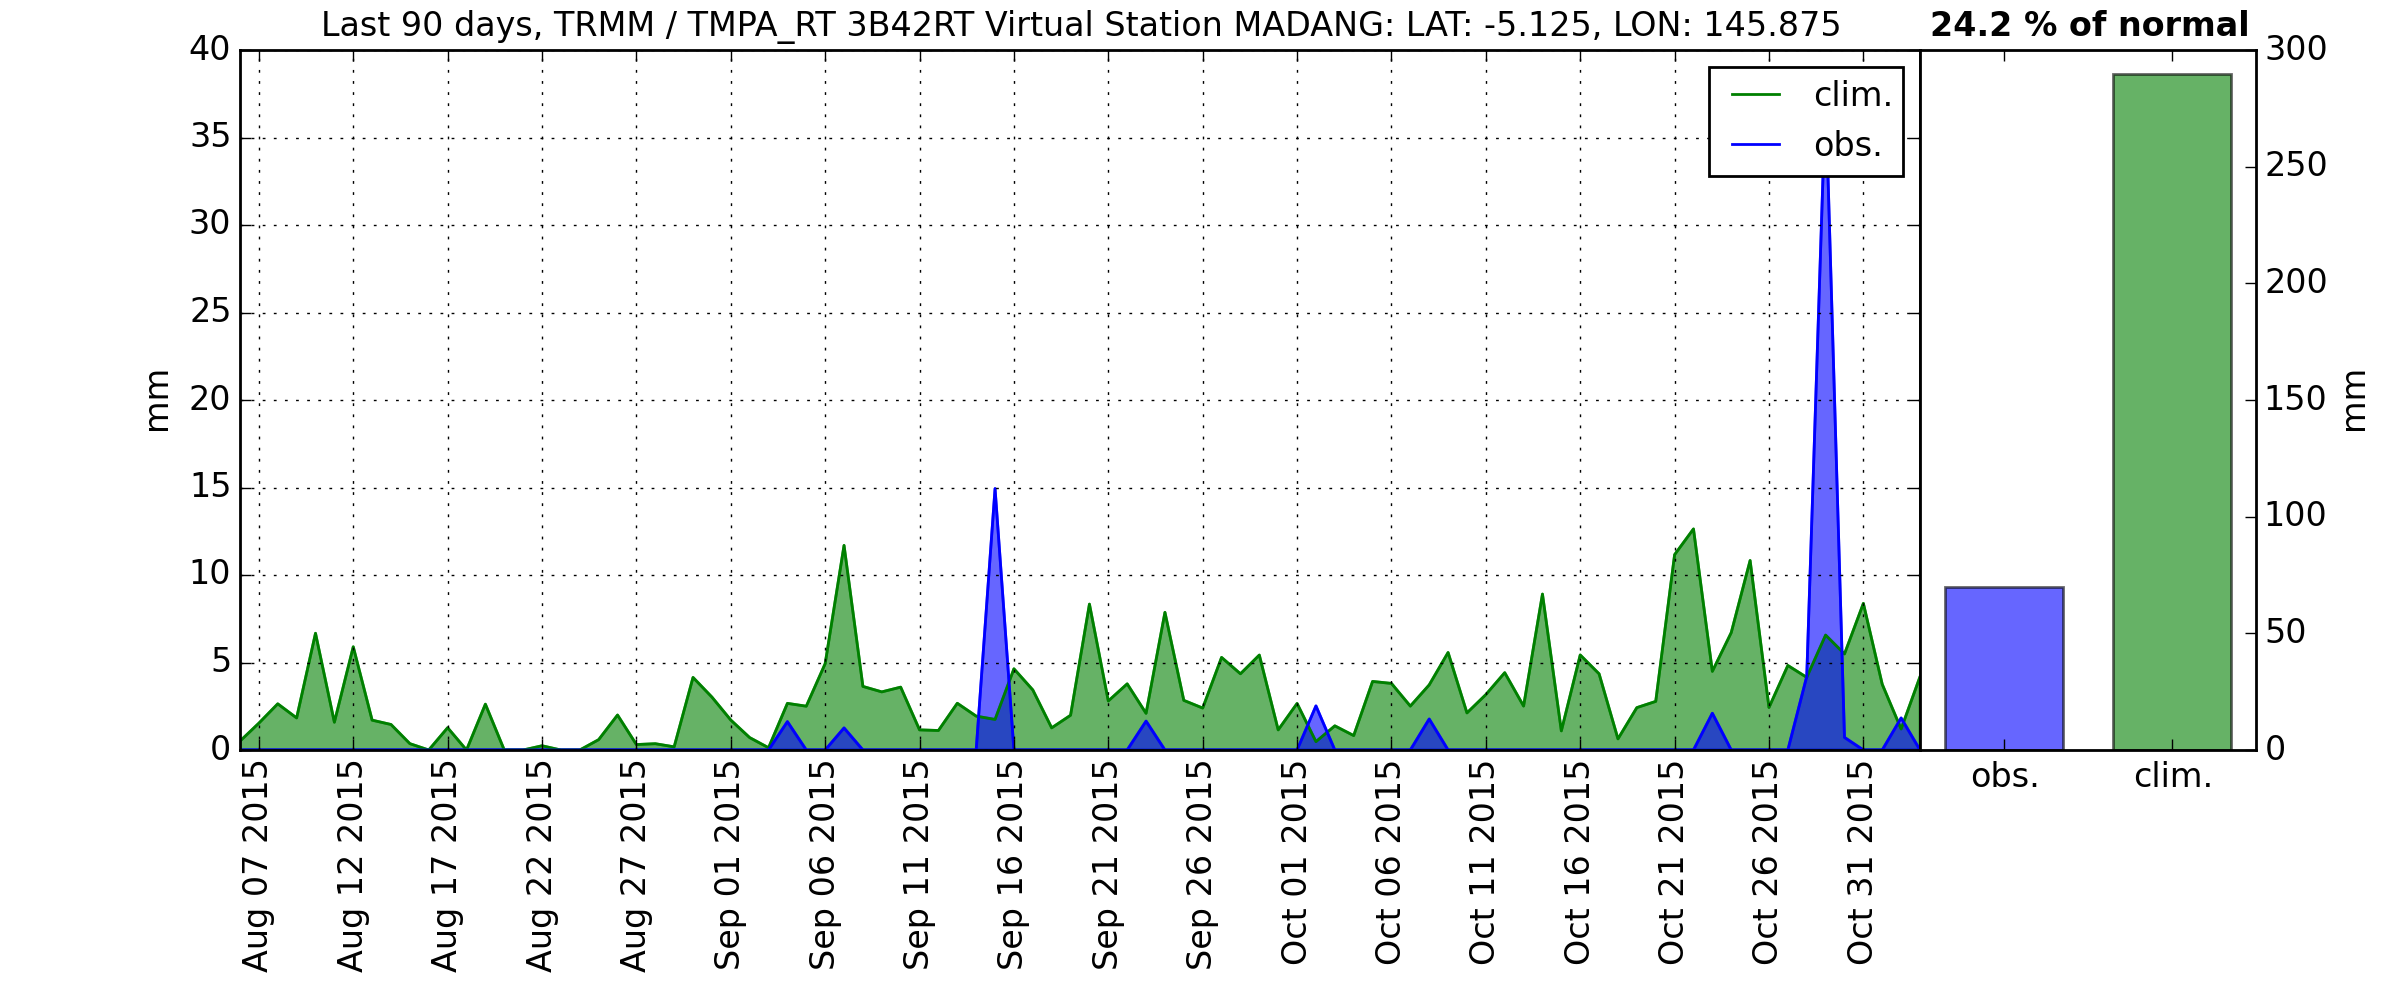 Last 90 days, TRMM / TMPA_RT 3B42RT Virtual Station MADANG: LAT: -5.125, LON: 145.875
24.2 % of normal
clim.
obs.
40
35
30
25
20
15
10
5
0
mm
300
250
200
150
100
50
0
mm
Aug 07 2015
Aug 12 2015
Aug 17 2015
Aug 22 2015
Aug 27 2015
Sep 01 2015
Sep 06 2015
Sep 11 2015
Sep 16 2015
Sep 21 2015
Sep 26 2015
Oct 01 2015
Oct 06 2015
Oct 11 2015
Oct 16 2015
Oct 21 2015
Oct 26 2015
Oct 31 2015
obs.
clim.